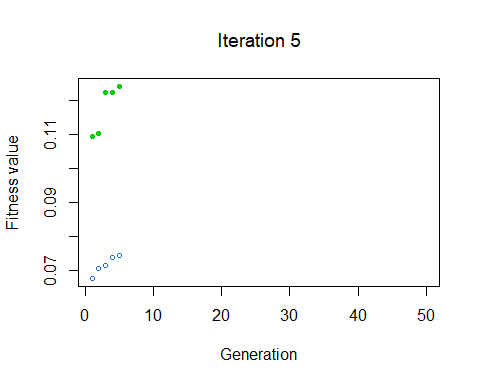 Iteration 5
Fitness value
0.11
0.09
0.07
0 10 20 30 40 50
Generation